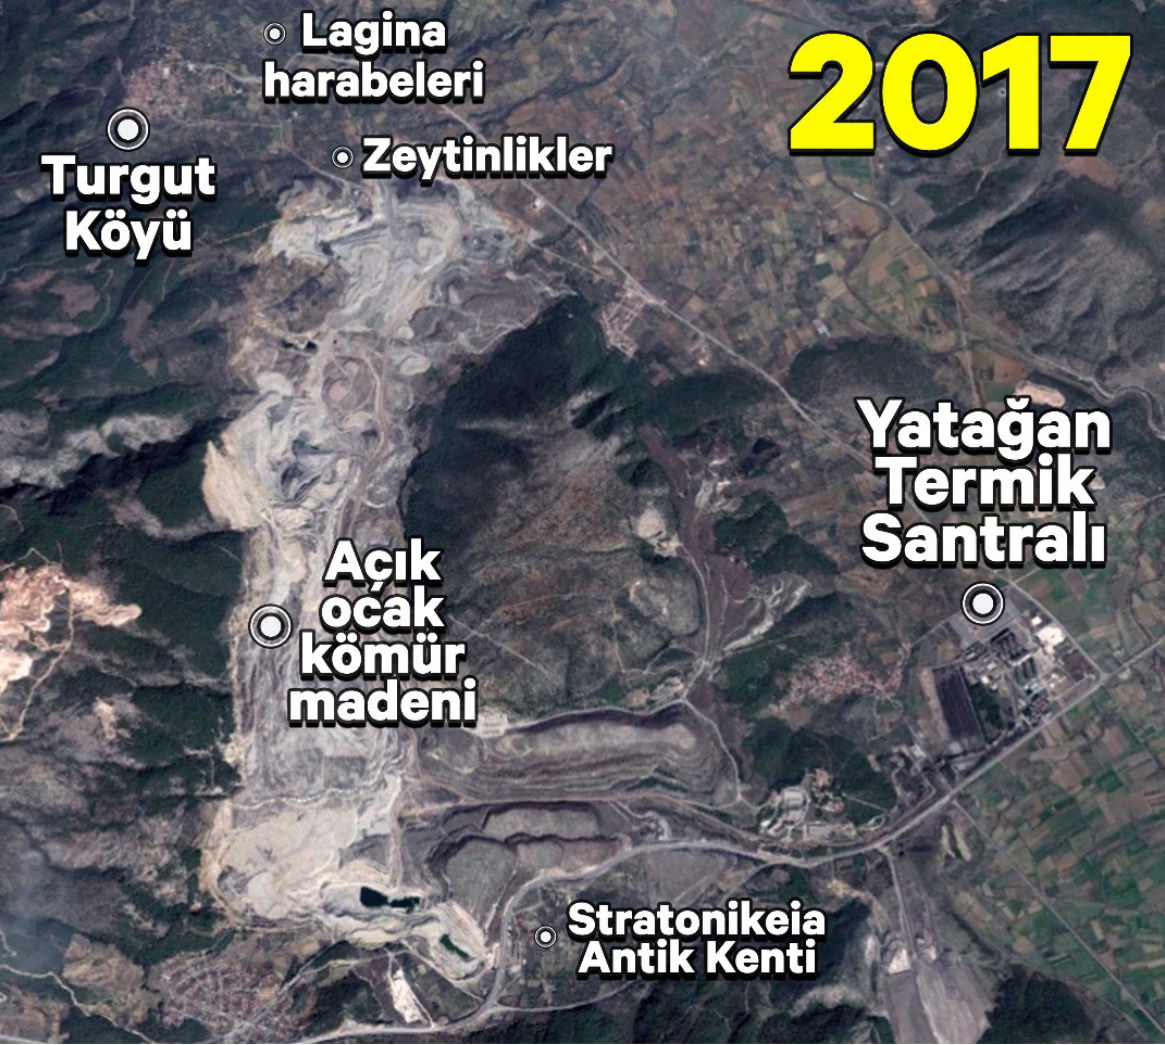 Lagina
harabeleri
2017
Turgut
Köyü
Zeytinlikler
Yatağan
Termik
Santralı
Açık
ocak
kömür
madeni
Stratonikeia
Antik Kenti